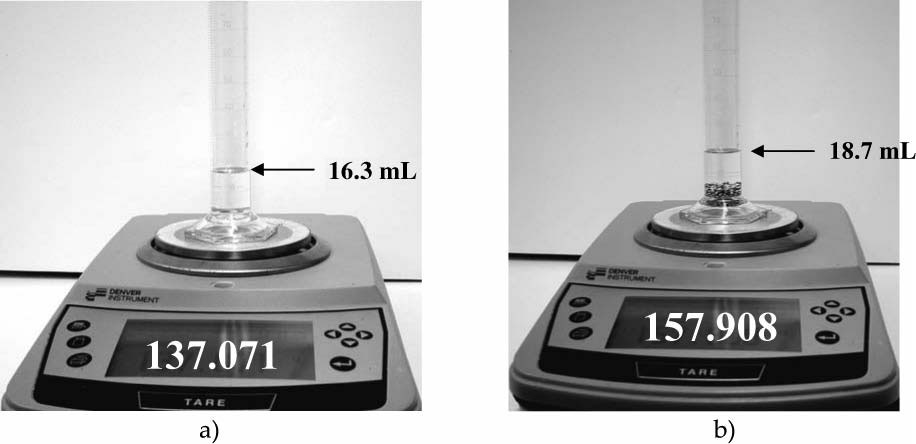 16.3 mL
DENVER
INSTRUMENT
137.071
TARE
a)
18.7 mL
DENVER
INSTRUMENT
157.908
TARE
b)